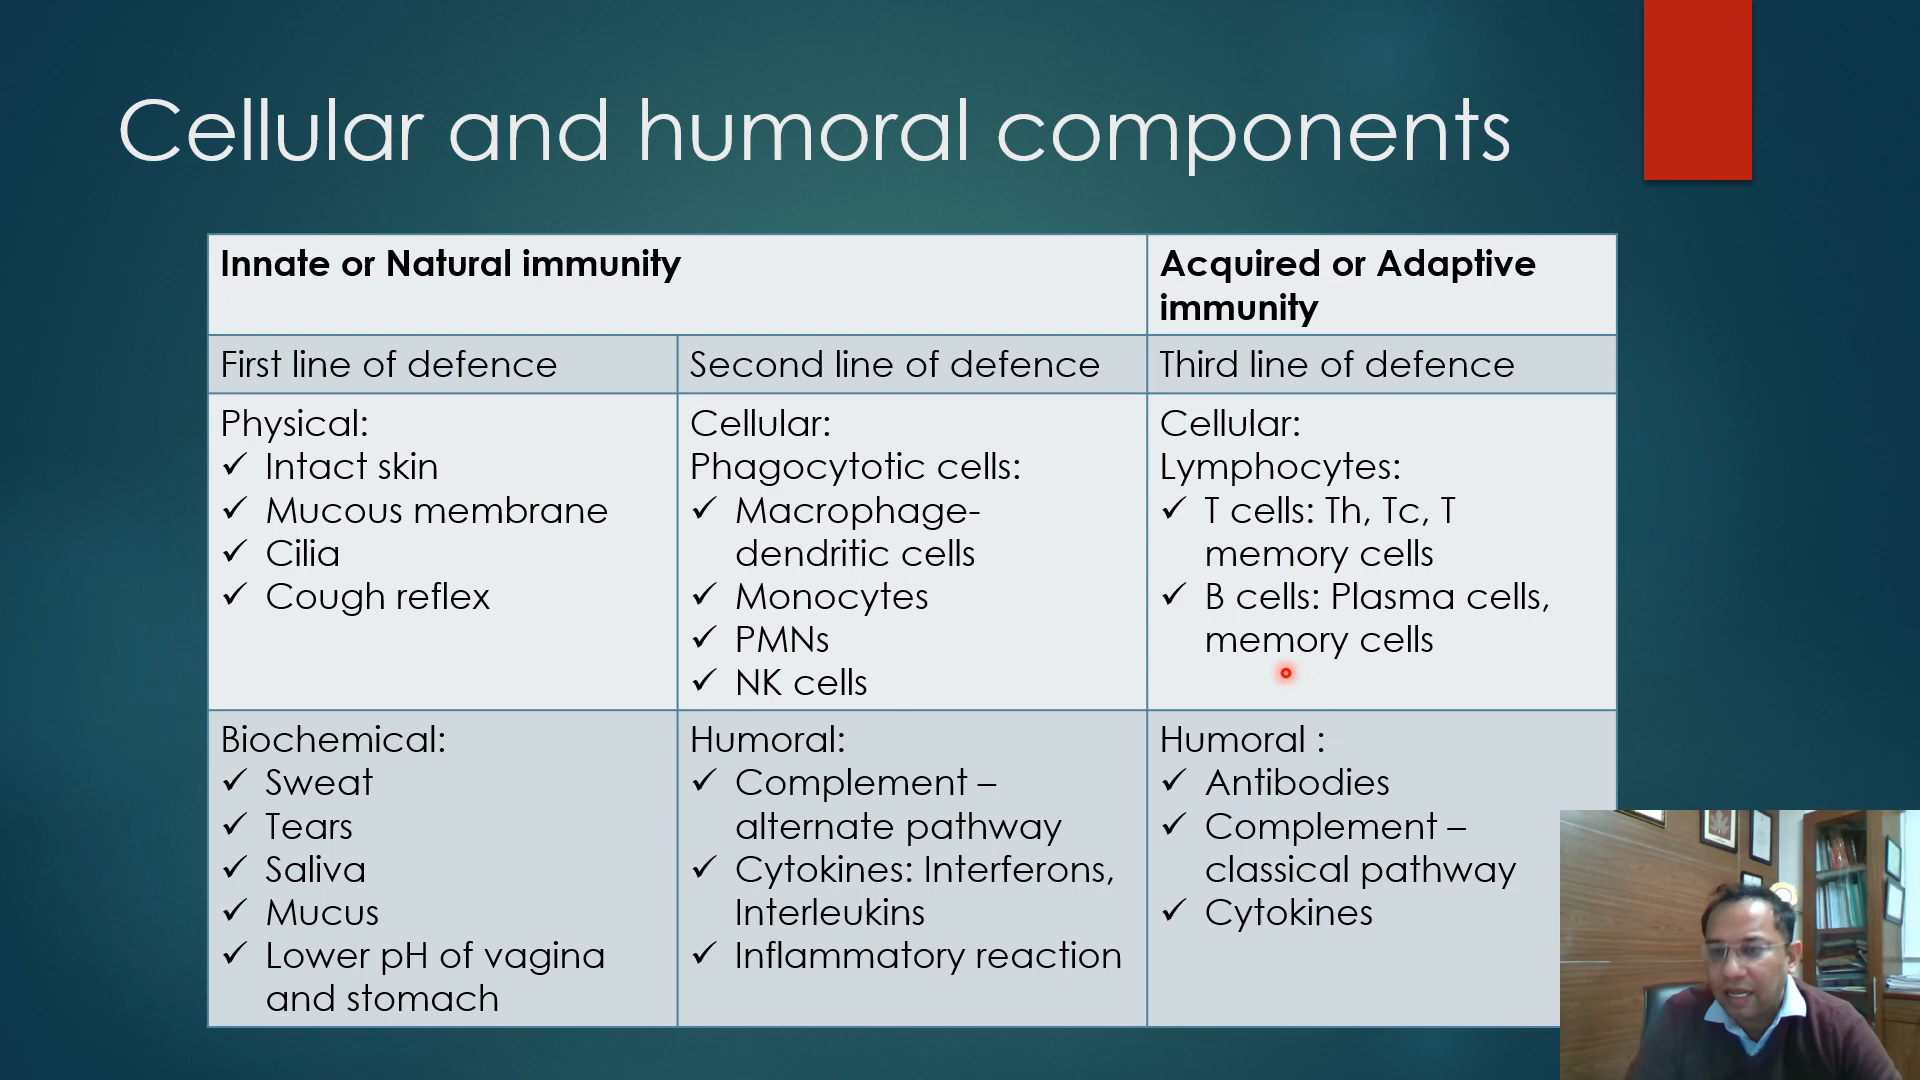 Cellular and humoral components
Innate or Natural immunity
Acquired or Adaptive
immunity
First line of defence
Second line of defence
Third line of defence
Physical:
✓ Intact skin
✓ Mucous membrane
✓ Cilia
✓ Cough reflex
Cellular:
Phagocytotic cells:
✓ Macrophage-
dendritic cells
✓ Monocytes
✓ PMNs
✓ NK cells
Cellular:
Lymphocytes:
✓ T cells: Th, Tc, T
memory cells
✓ B cells: Plasma cells,
memory cells
Biochemical:
✓ Sweat
✓ Tears
✓ Saliva
✓ Mucus
✓ Lower pH of vagina
and stomach
Humoral:
✓ Complement –
alternate pathway
✓ Cytokines: Interferons,
Interleukins
✓ Inflammatory reaction
Humoral :
✓ Antibodies
✓ Complement –
classical pathway
✓ Cytokines